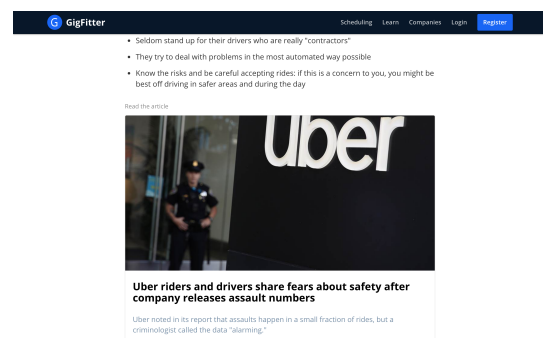 G GigFitter Scheduling Learn Companies Login Register
• Seldom stand up for their drivers who are really "contractors"
• They try to deal with problems in the most automated way possible
• Know the risks and be careful accepting rides: if this is a concern to you, you might be
best off driving in safer areas and during the day
Read the article
Uber
Uber riders and drivers share fears about safety after
company releases assault numbers
Uber noted in its report that assaults happen in a small fraction of rides, but a
criminologist called the data "alarming."